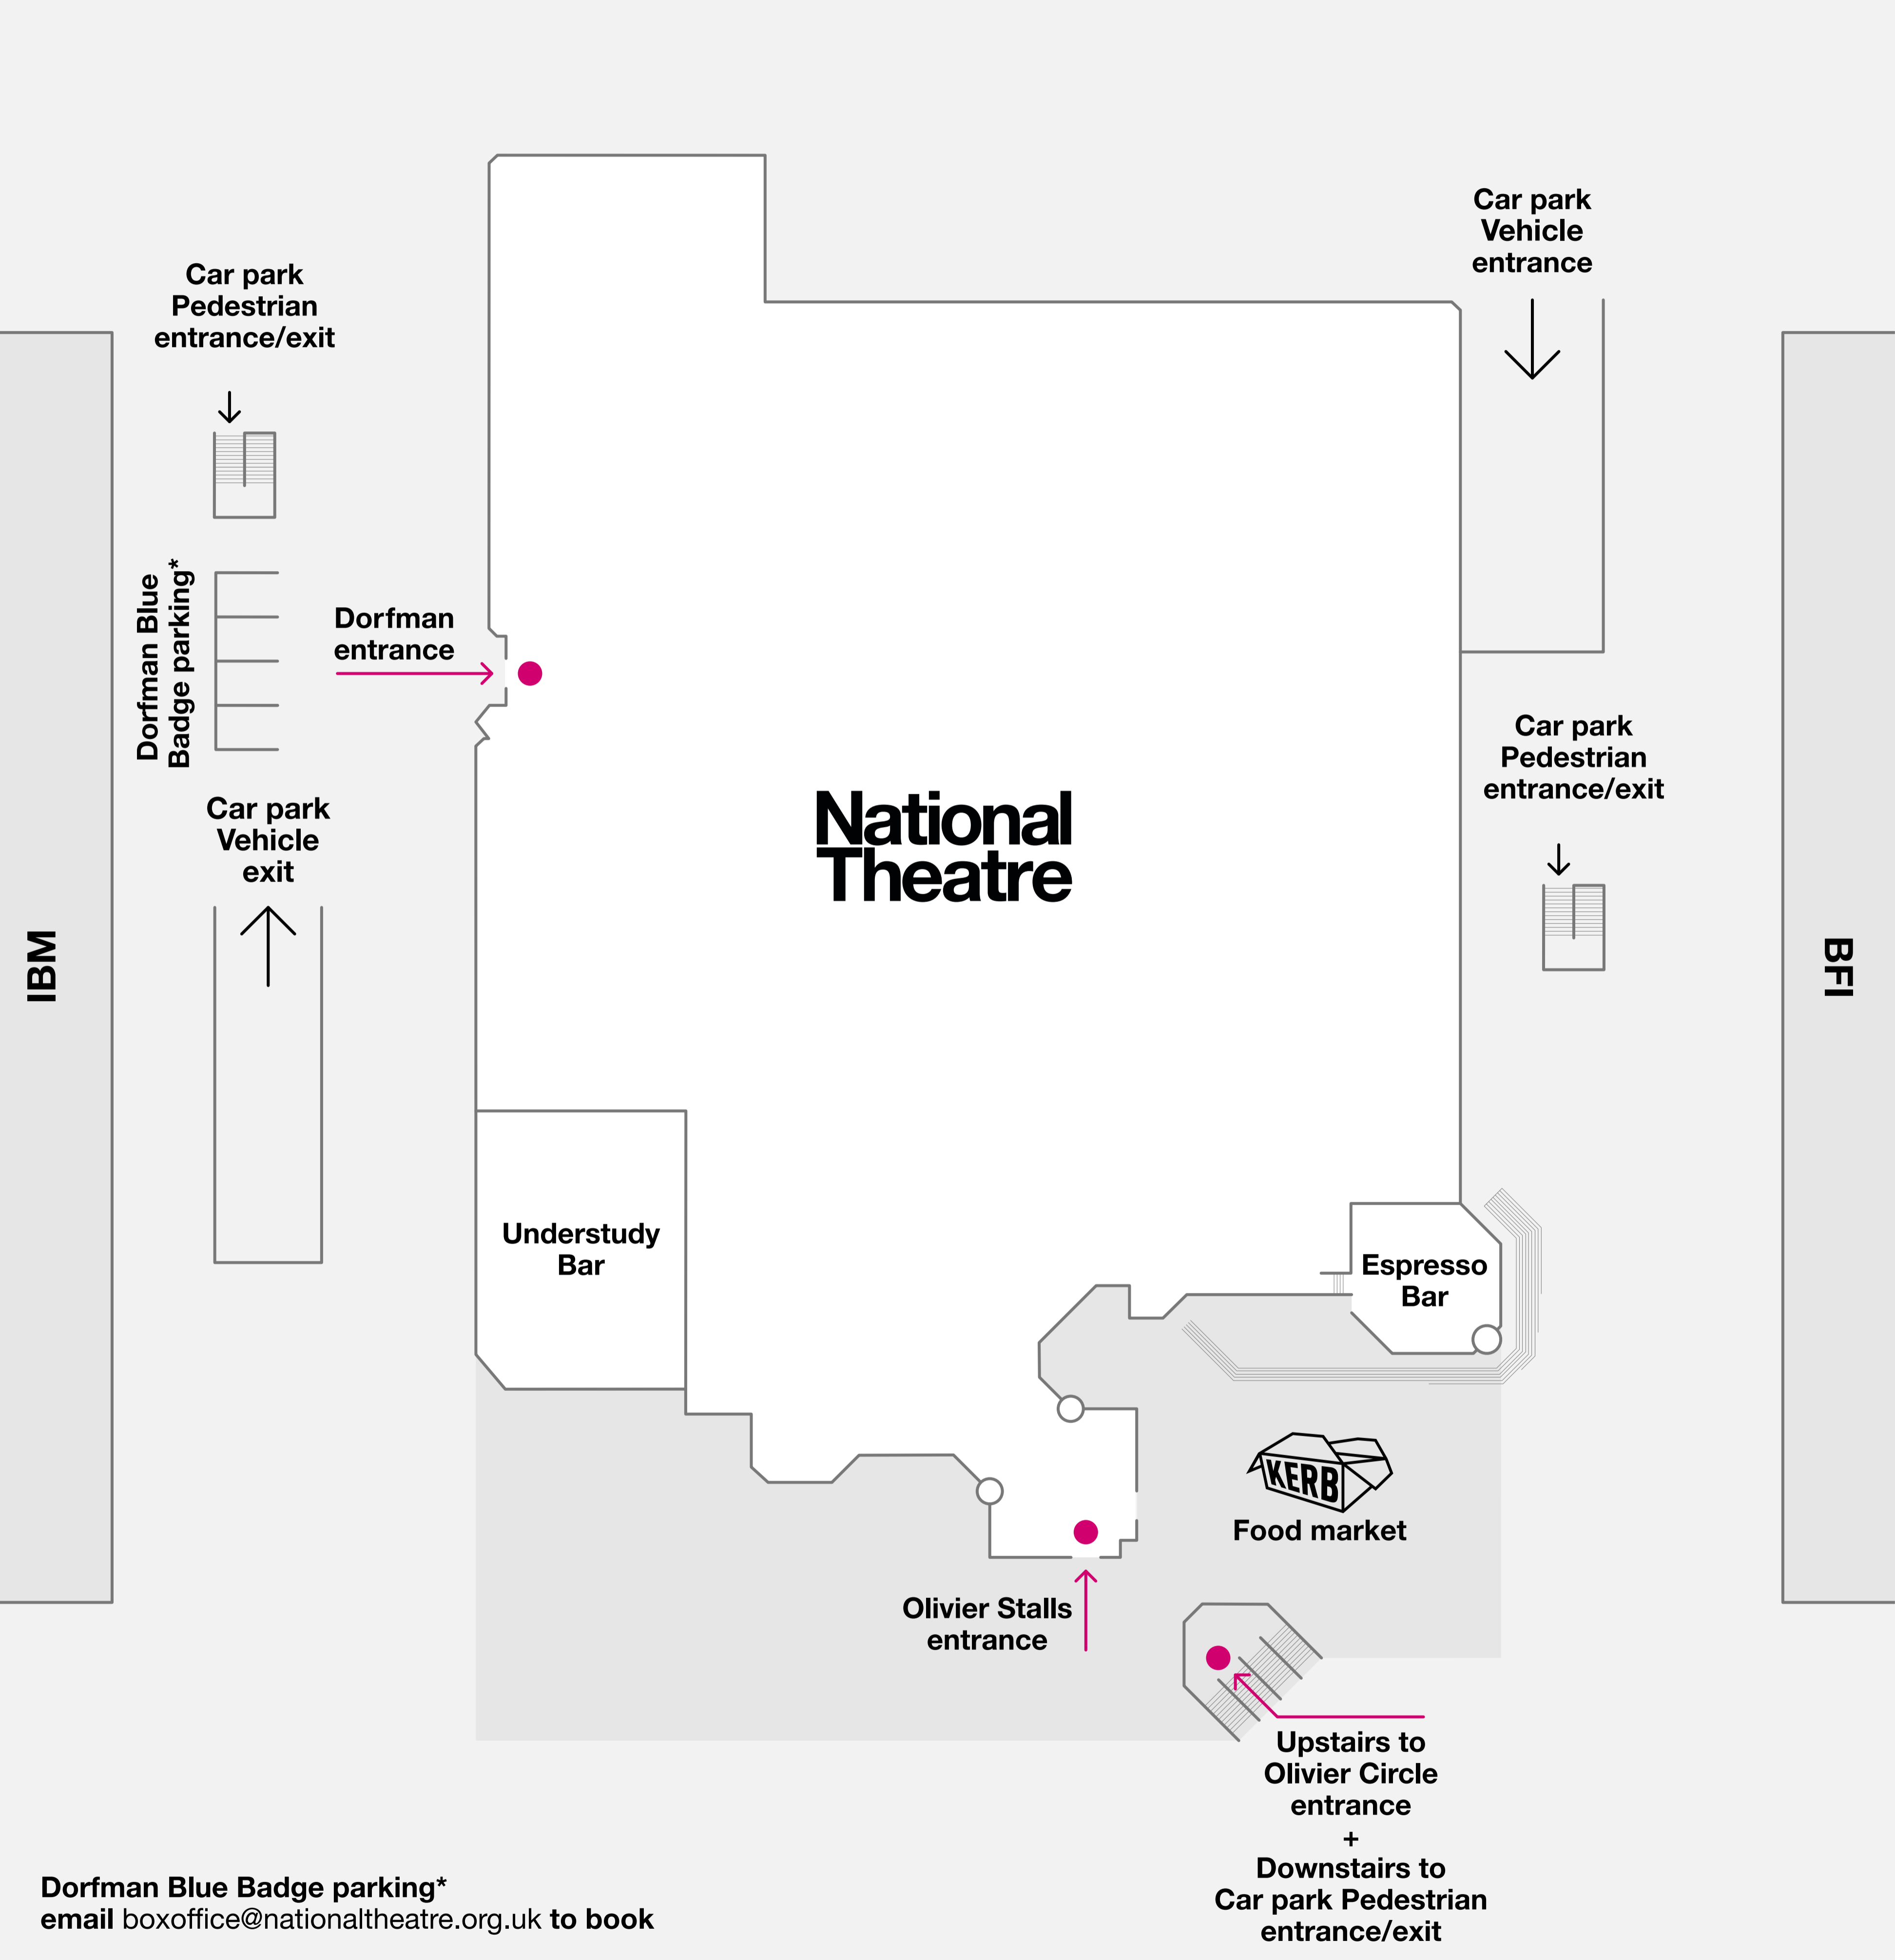 Car park
Vehicle
entrance
Car park
Pedestrian
entrance/exit
Dorfman Blue
Badge parking*
Dorfman
entrance
Car park
Pedestrian
entrance/exit
Car park
Vehicle
exit
National
Theatre
IBM
BFI
Understudy
Bar
Espresso
Bar
KERB
Food market
Olivier Stalls
entrance
Upstairs to
Olivier Circle
entrance
+
Downstairs to
Car park Pedestrian
entrance/exit
Dorfman Blue Badge parking*
email boxoffice@nationaltheatre.org.uk to book